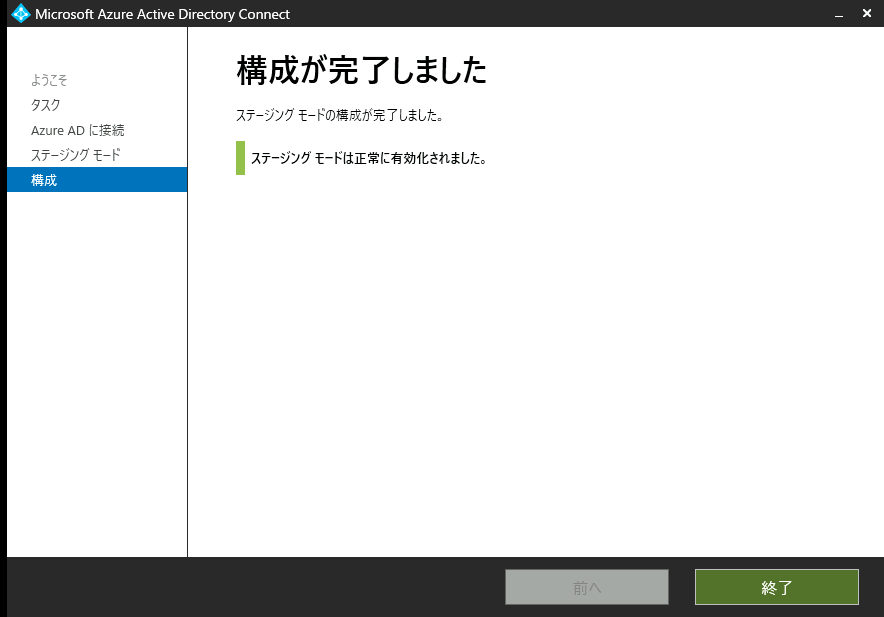 Microsoft Azure Active Directory Connect
ようこそ
タスク
Azure AD に接続
ステージング モード
構成
構成が完了しました
ステージング モードの構成が完了しました。
ステージング モードは正常に有効化されました。
前へ
終了